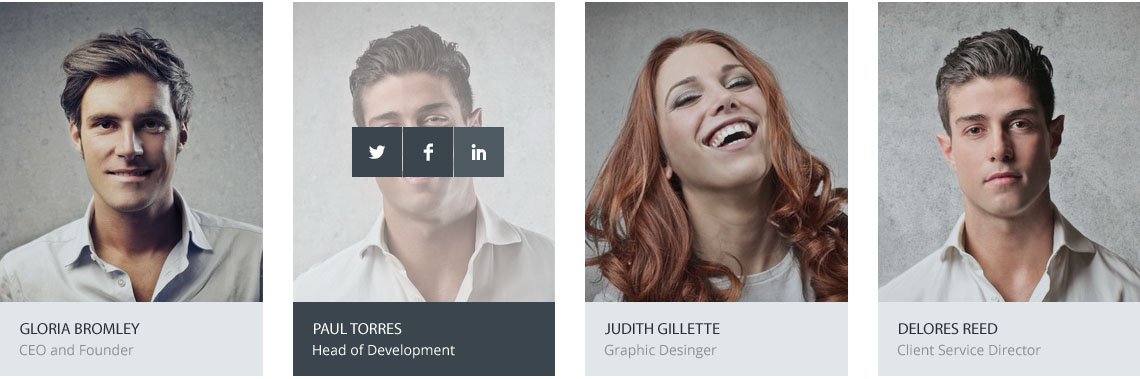 GLORIA BROMLEY
CEO and Founder
PAUL TORRES
Head of Development
JUDITH GILLETTE
Graphic Desinger
DELORES REED
Client Service Director